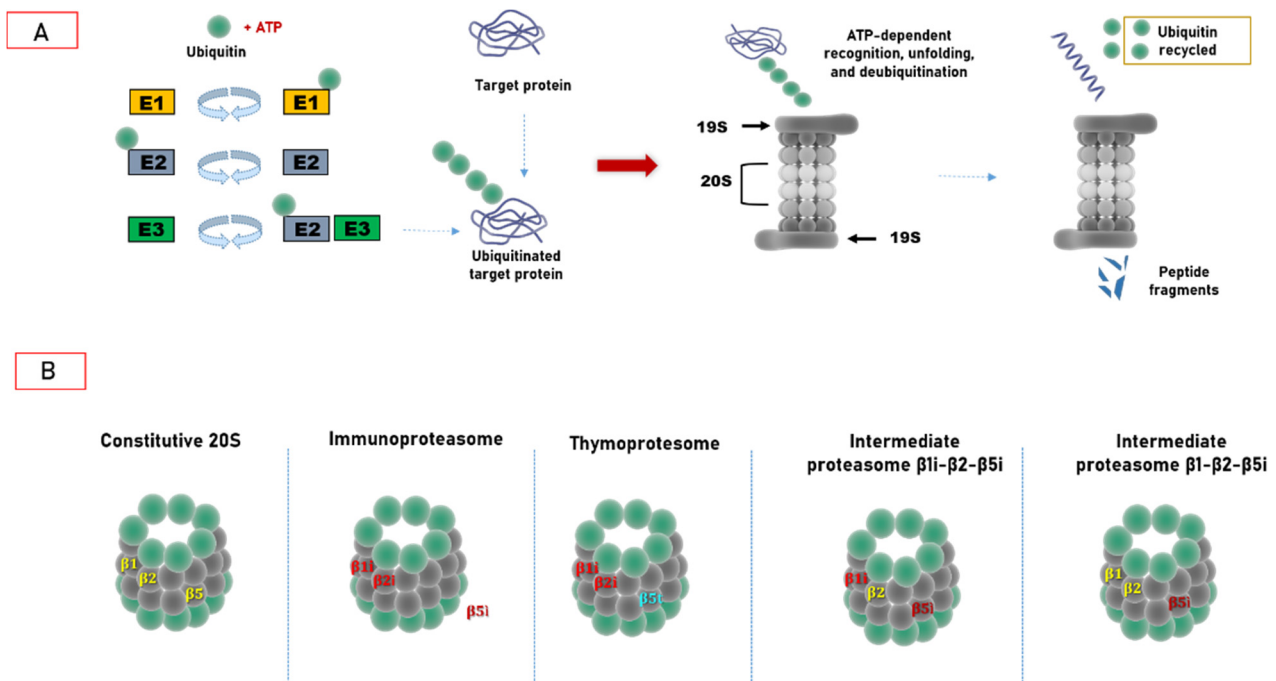 A
+ ATP
Ubiquitin
E1
E1
E2
E2
E3
E2
E3
Target protein
Ubiquitinated
target protein
ATP-dependent
recognition, unfolding,
and deubiquitination
19S
20S
19S
Ubiquitin
recycled
Peptide
fragments
B
Constitutive 20S
β1
β2
β5
Immunoproteasome
β1i
β2i
β5i
Thymoprotesome
β1i
β2i
β5t
Intermediate
proteasome β1i-β2-β5i
β1i
β2
β5i
Intermediate
proteasome β1-β2-β5i
β1
β2
β5i